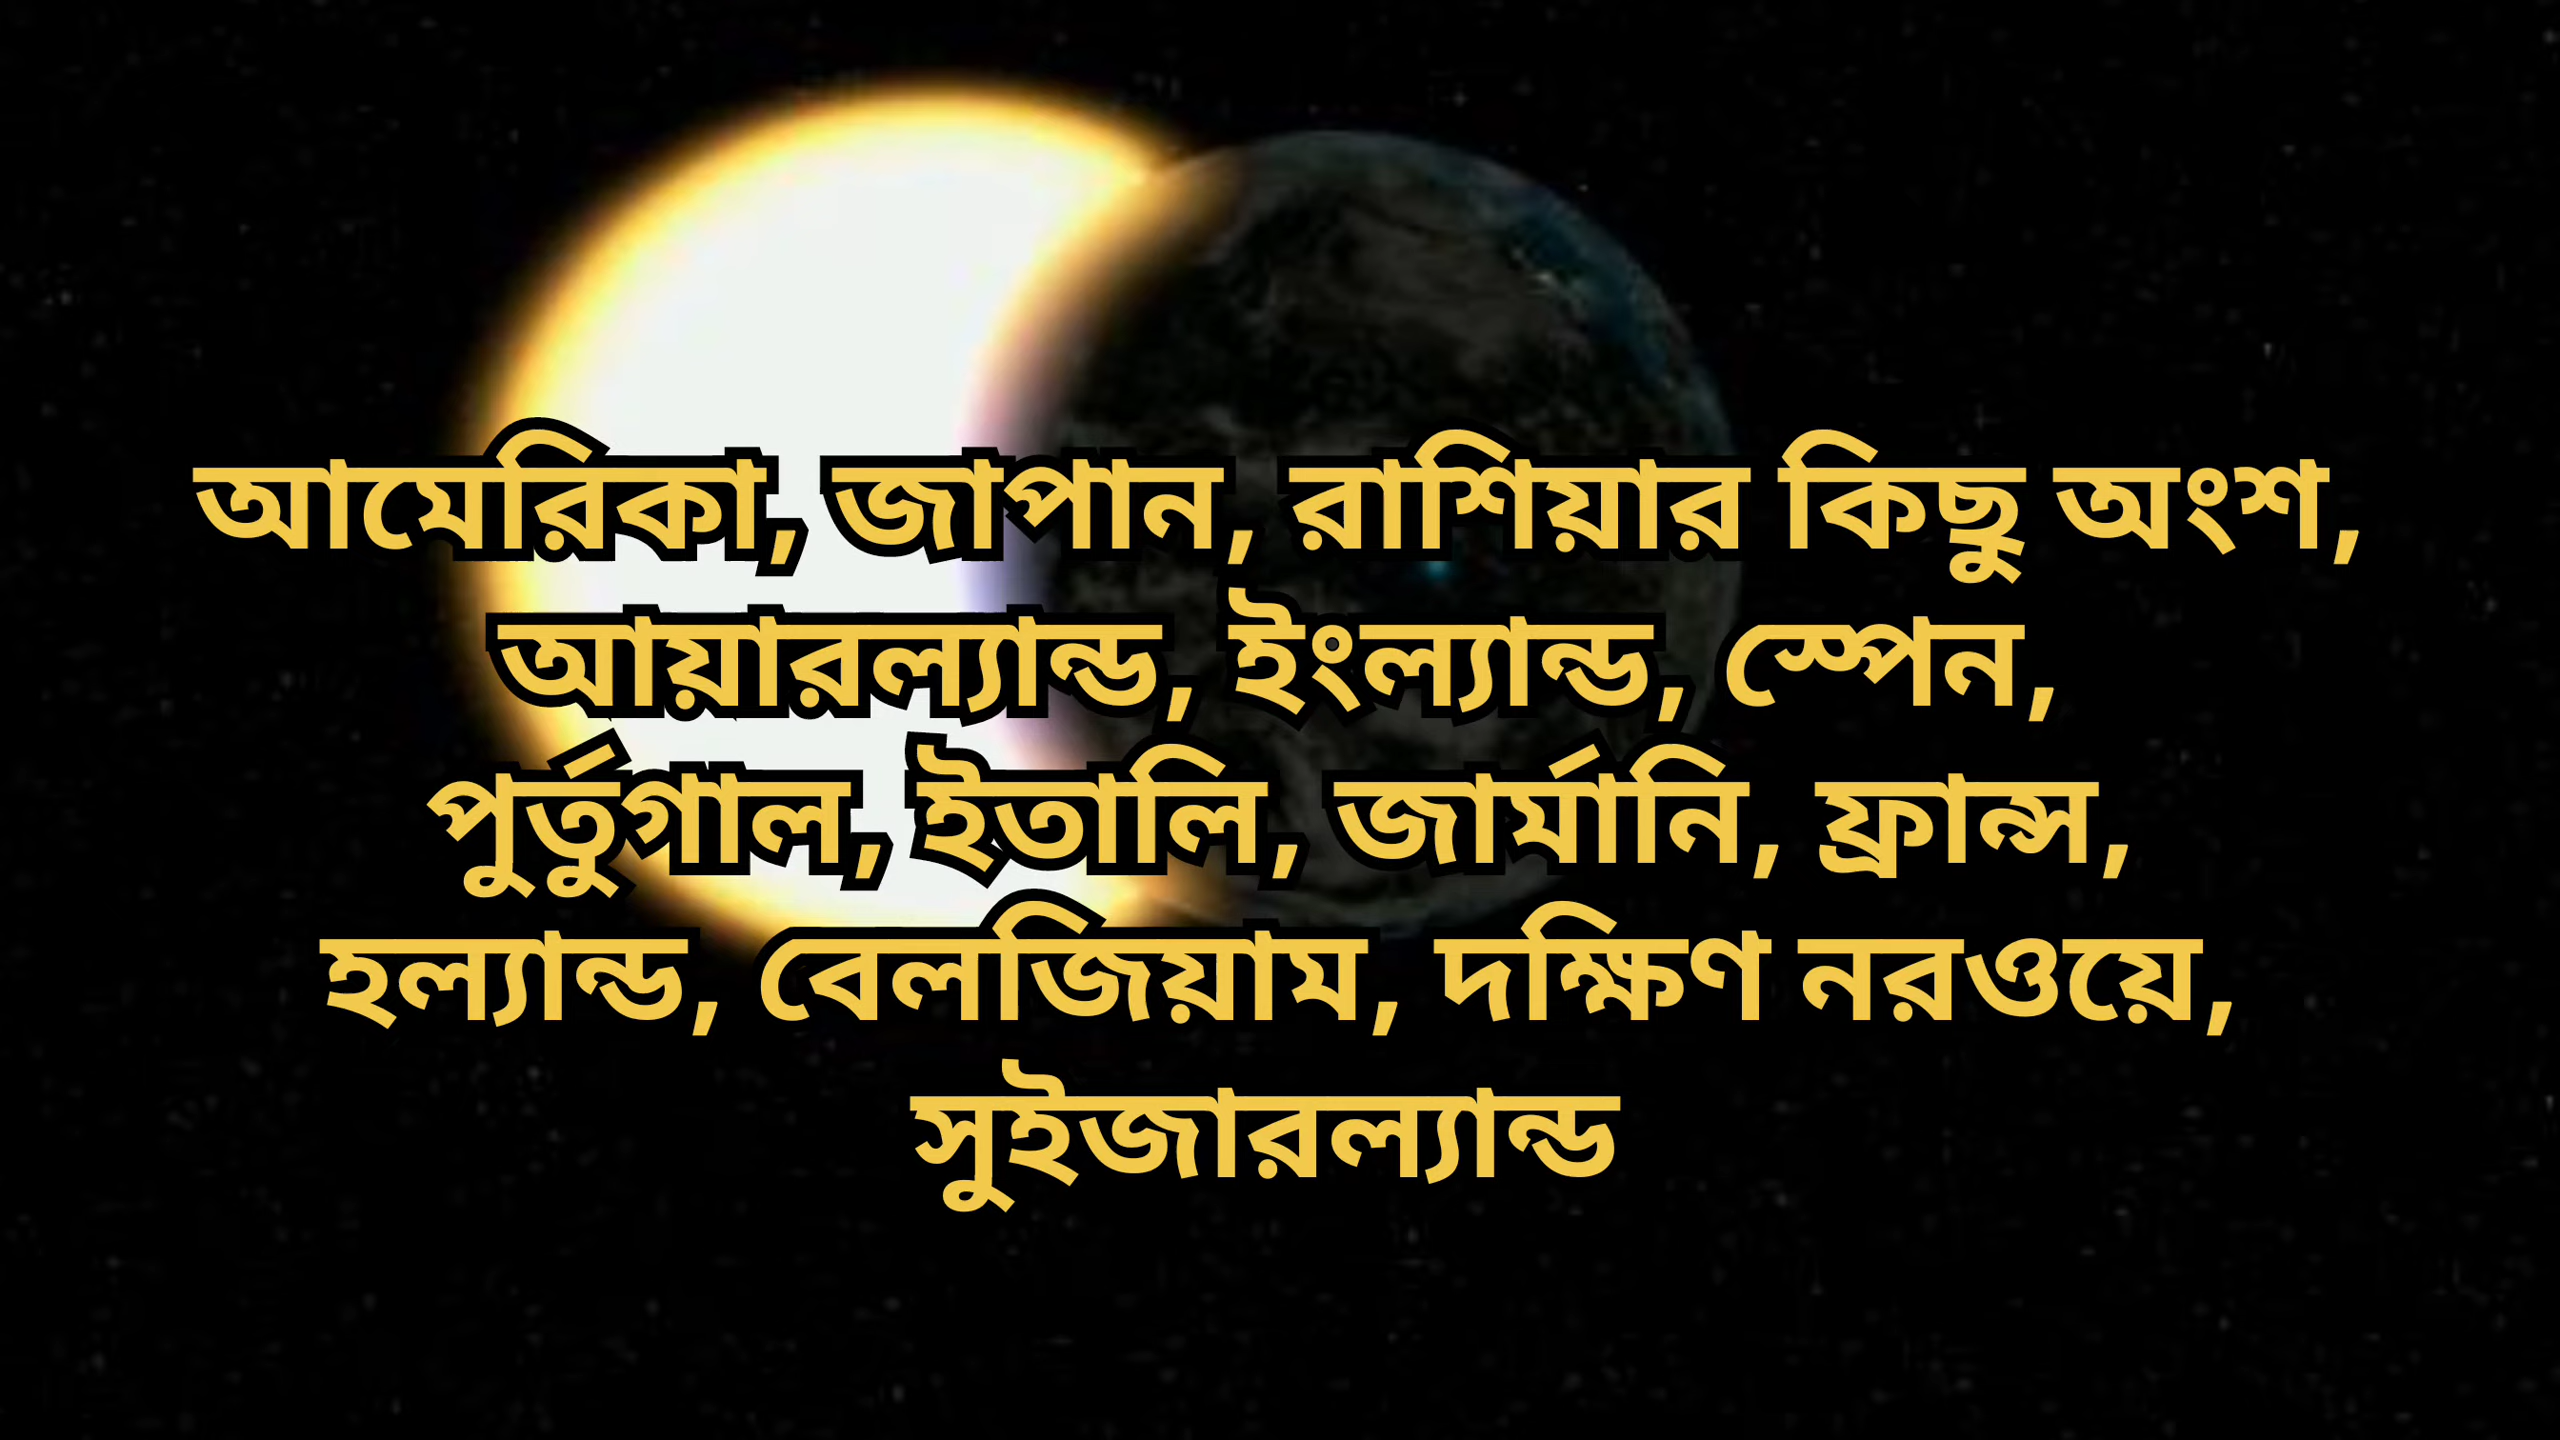 আমেরিকা, জাপান, রাশিয়ার কিছু অংশ,
আয়ারল্যান্ড, ইংল্যান্ড, স্পেন,
পুর্তুগাল, ইতালি, জার্মানি, ফ্রান্স,
হল্যান্ড, বেলজিয়াম, দক্ষিণ নরওয়ে,
সুইজারল্যান্ড